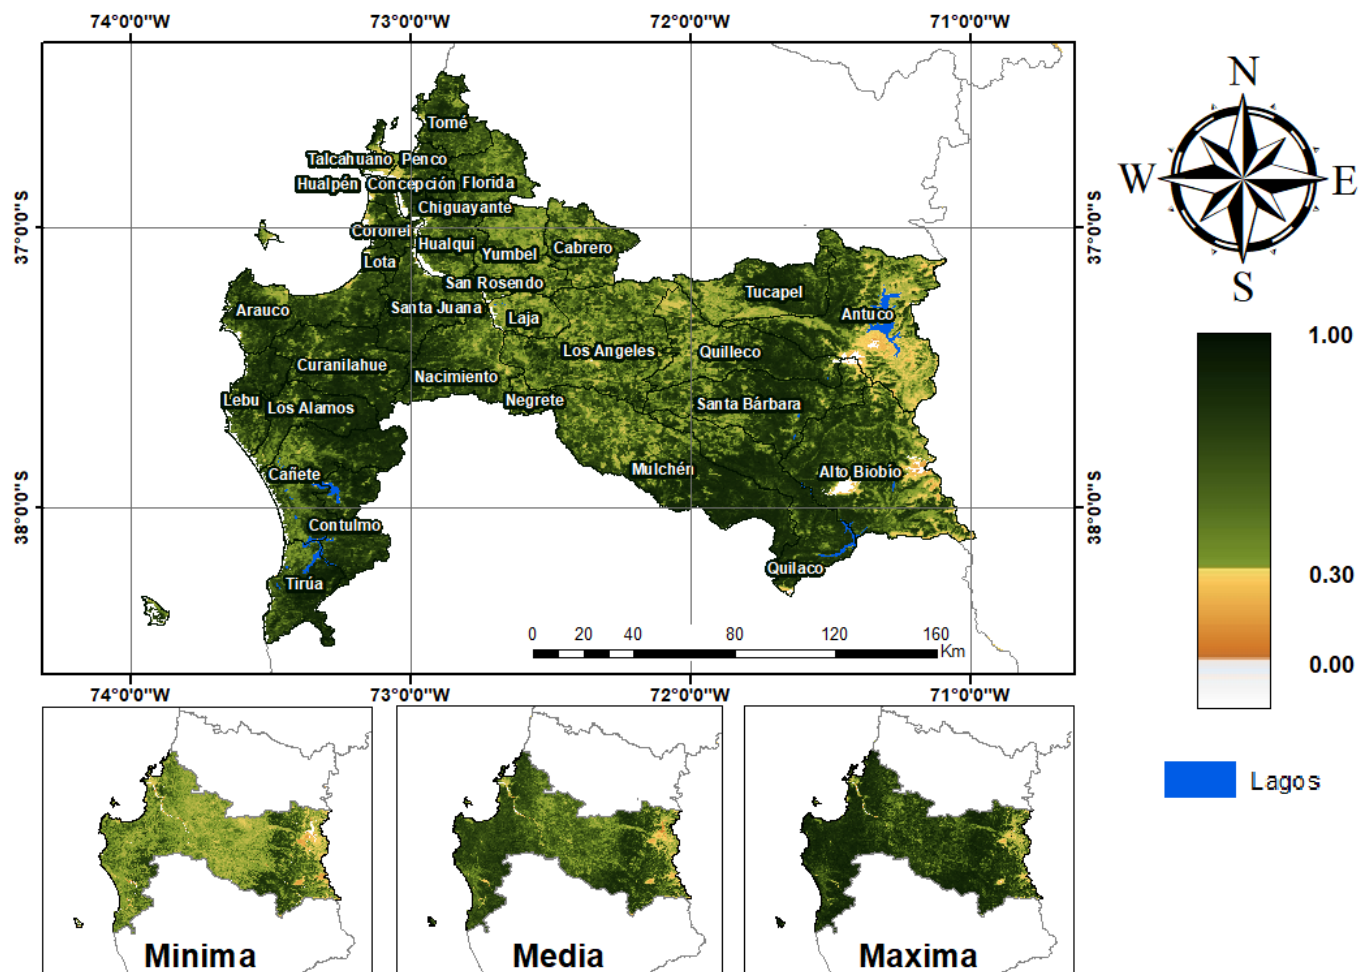 74°0'0"W 73°0'0"W 72°0'0"W 71°0'0"W
N
W E
S
37°0'0"S
37°0'0"S
38°0'0"S
38°0'0"S
Tomé
Talcahuano Penco
Hualpén Concepción Florida
Chiguayante
Coronel
Hualqui
Yumbel Cabrero
Lota
San Rosendo
Tucapel
Arauco
Santa Juana
Laja
Antuco
Los Angeles
Quilleco
Curanilahue
Nacimiento
Lebu
Los Alamos
Negrete
Santa Bárbara
Cañete
Mulchén
Alto Biobio
Contulmo
Quilaco
Tirúa
0 20 40 80 120 160
Km
74°0'0"W 73°0'0"W 72°0'0"W 71°0'0"W
1.00
0.30
0.00
Lagos
Minima
Media
Maxima